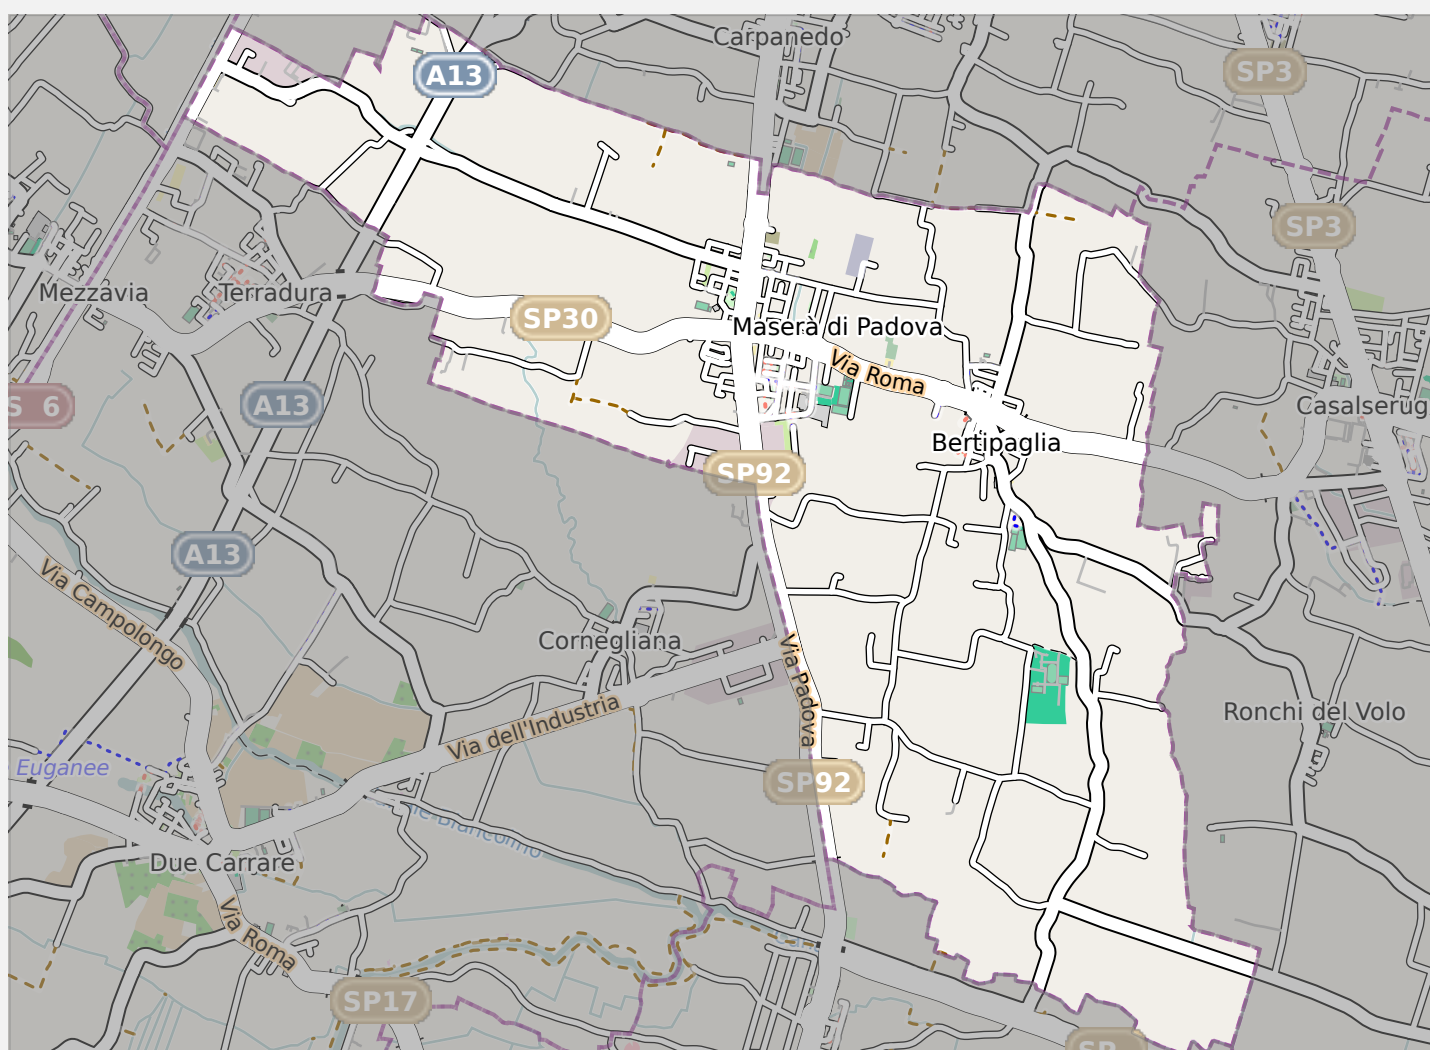 Carpanedo
A13
SP3
SP3
Mezzavia
Terradura
SP30
Maserà di Padova
Via Roma
S 6
A13
Casalserug
Bertipaglia
SP92
A13
Via Campolongo
Cornegliana
Via Padova
Via dell'Industria
Ronchi del Volo
Euganee
SP92
Due Carrare
Via Roma
SP17
SP